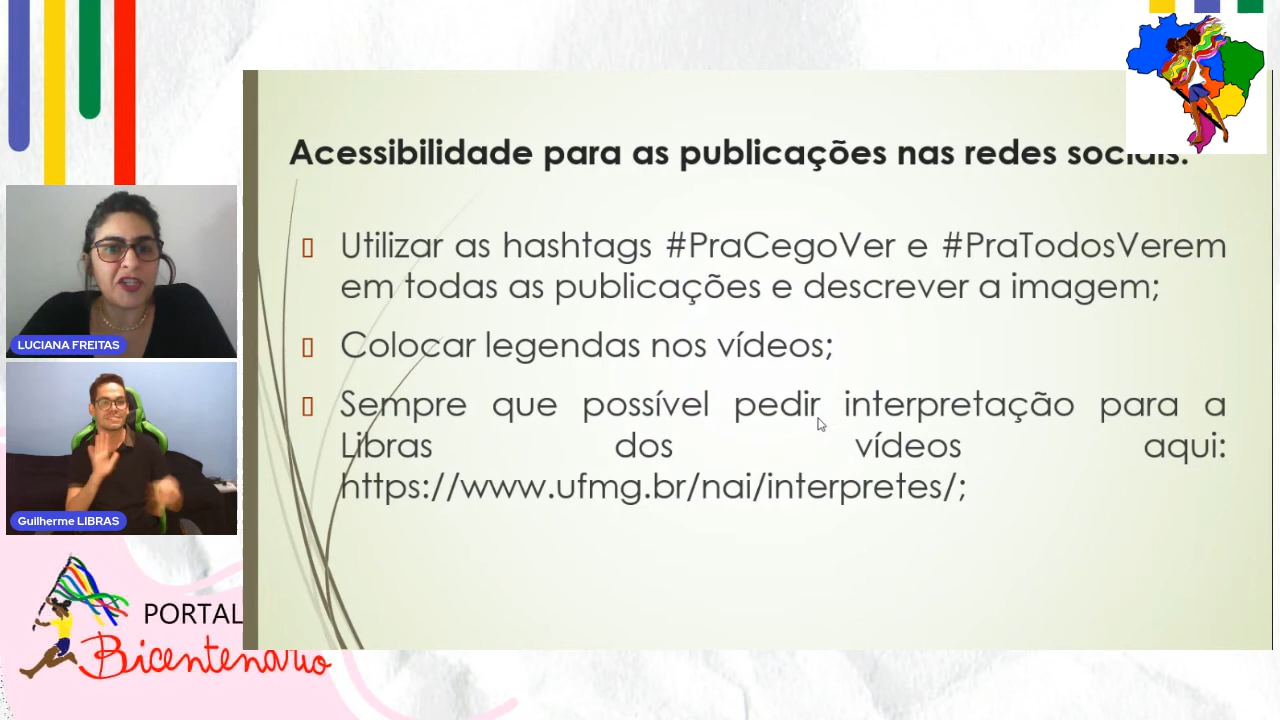 Acessibilidade para as publicações nas redes sociais:
Utilizar as hashtags #PraCegoVer e #PraTodosVerem
em todas as publicações e descrever a imagem;
Colocar legendas nos vídeos;
Sempre que possível pedir interpretação para a
Libras dos vídeos aqui:
https://www.ufmg.br/nai/interpretes/;
LUCIANA FREITAS
Guilherme LIBRAS
PORTAL
Bicentenário